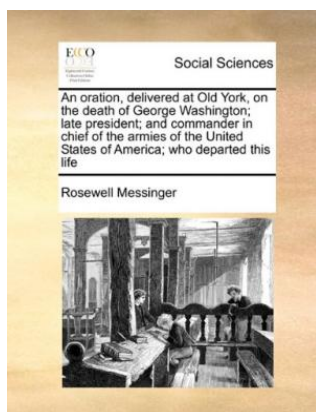 ECCO
Social Sciences
An oration, delivered at Old York, on
the death of George Washington;
late president; and commander in
chief of the armies of the United
States of America; who departed this
life
Rosewell Messinger